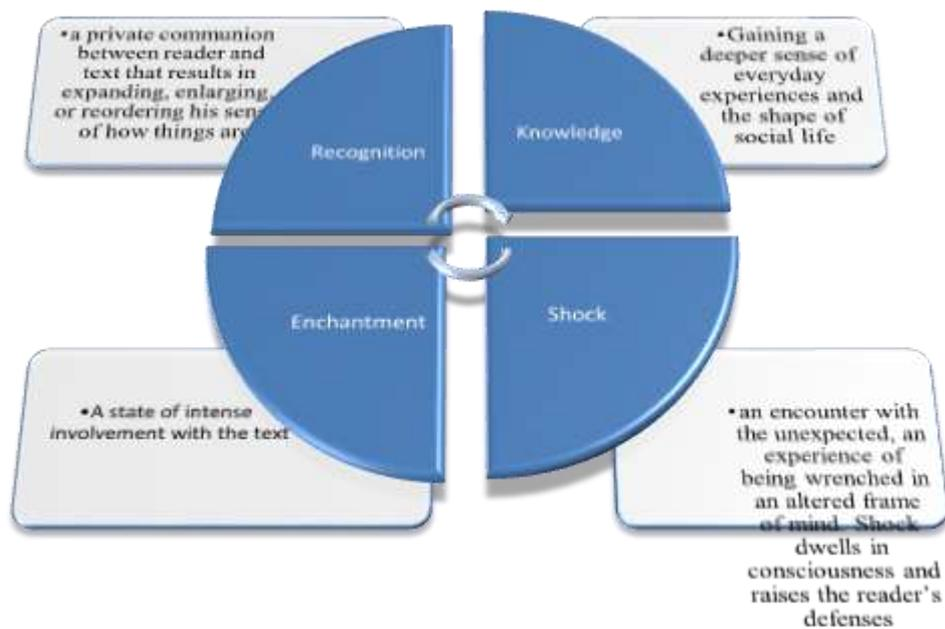 •a private communion
between reader and
text that results in
expanding, enlarging,
or reordering his
of how things are
Recognition
Knowledge
•Gaining a
deeper sense of
everyday
experiences and
the shape of
social life
Enchantment
•A state of intense
involvement with the text
Shock
•an encounter with
the unexpected, an
experience of
being wrenched in
an altered frame
of mind. Shock
dwells in
consciousness and
raises the reader's
defenses